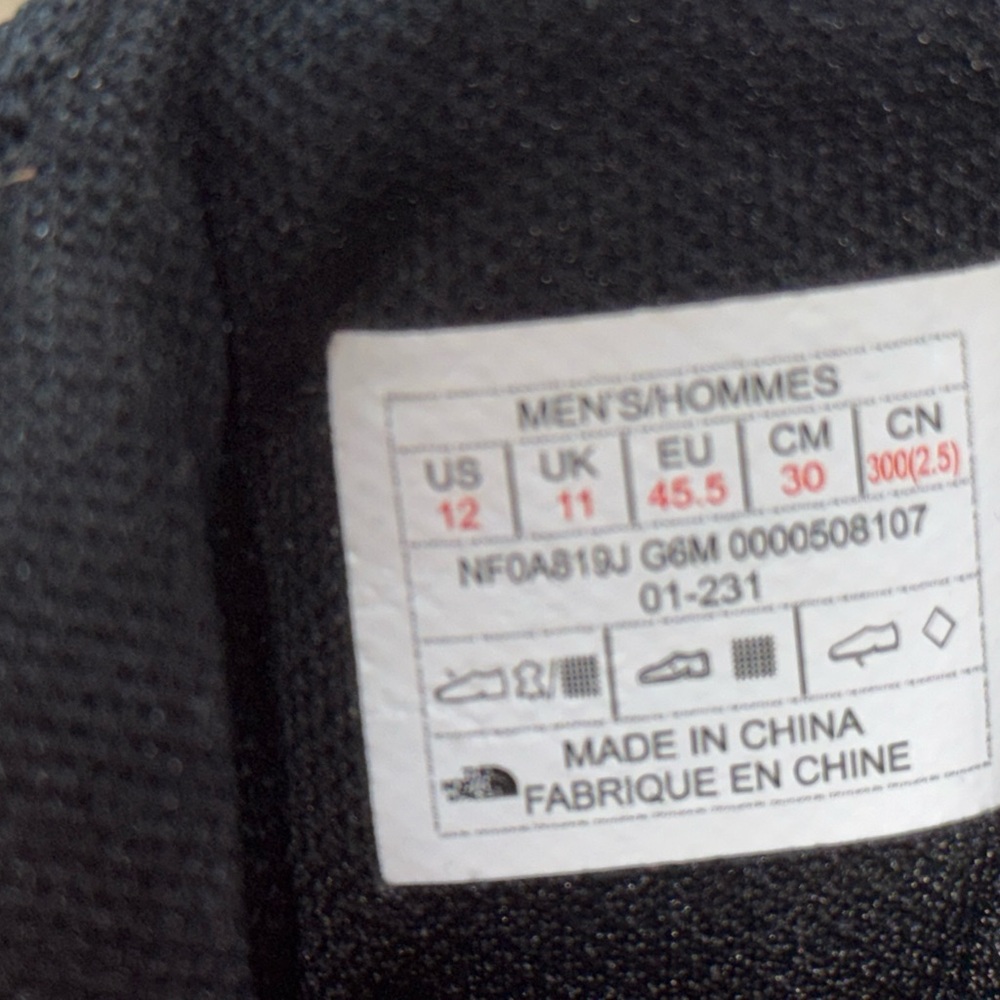 MEN'S/HOMMES
US UK EU CM CN
12 11 45.5 30 300(2.5)
NF0A819J G6M 0000508107
01-231
MADE IN CHINA
FABRIQUE EN CHINE